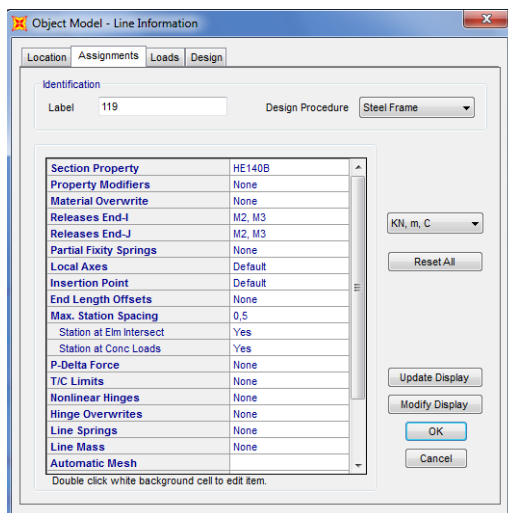 Object Model - Line Information
Location Assignments Loads Design
Identification
Label 119 Design Procedure Steel Frame
Section Property HE140B
Property Modifiers None
Material Overwrite None
Releases End-I M2, M3
Releases End-J M2, M3
Partial Fixity Springs None
Local Axes Default
Insertion Point Default
End Length Offsets None
Max. Station Spacing 0,5
Station at Elm Intersect Yes
Station at Conc Loads Yes
P-Delta Force None
T/C Limits None
Nonlinear Hinges None
Hinge Overwrites None
Line Springs None
Line Mass None
Automatic Mesh
KN, m, C
Reset All
Update Display
Modify Display
OK
Cancel
Double click white background cell to edit item.